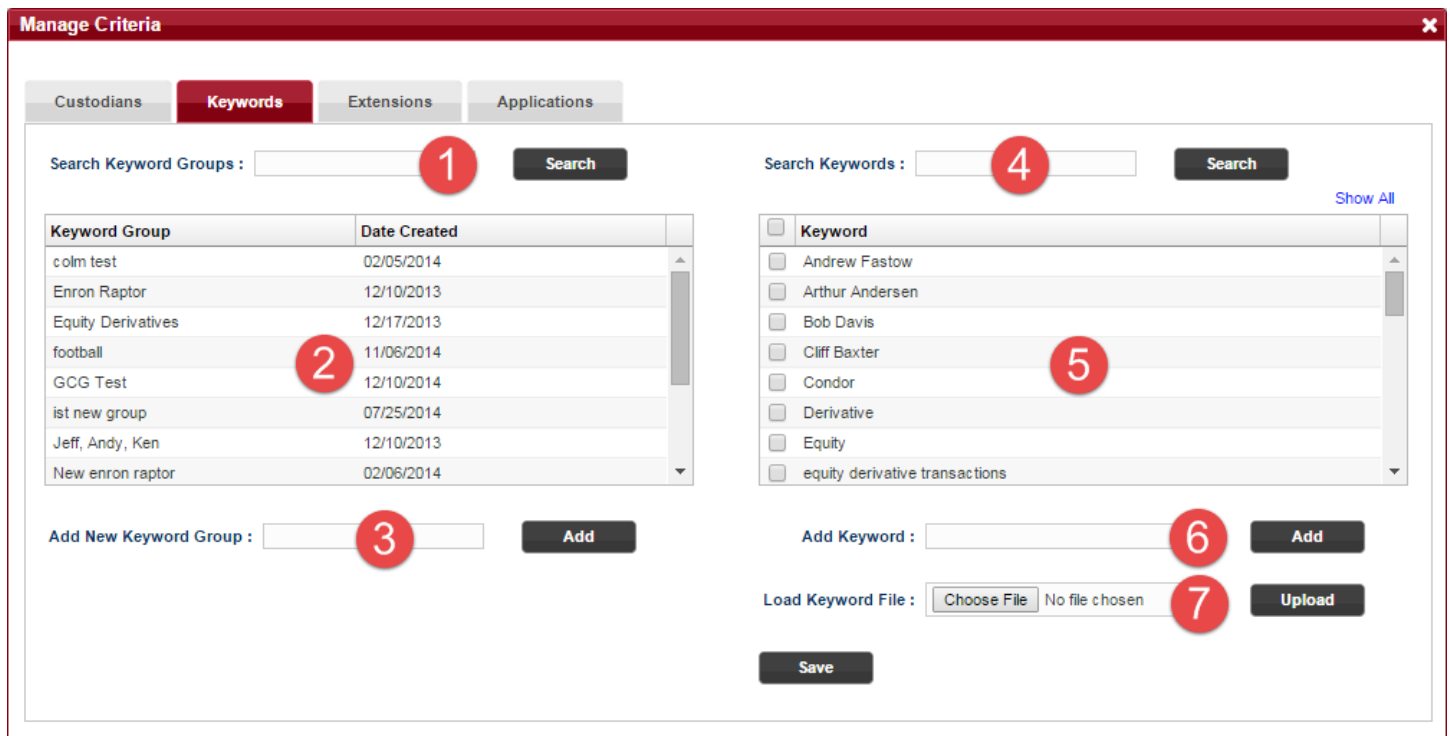 Manage Criteria
Custodians Keywords Extensions Applications
Search Keyword Groups : 1 Search
Search Keywords : 4 Search
Show All
Keyword Group Date Created
colm test 02/05/2014
Enron Raptor 12/10/2013
Equity Derivatives 12/17/2013
football 11/06/2014
GCG Test 12/10/2014
ist new group 07/25/2014
Jeff, Andy, Ken 12/10/2013
New enron raptor 02/06/2014
2
Add New Keyword Group : 3 Add
Keyword
Andrew Fastow
Arthur Andersen
Bob Davis
Cliff Baxter
Condor
Derivative
Equity
equity derivative transactions
5
Add Keyword : 6 Add
Load Keyword File : Choose File No file chosen 7 Upload
Save